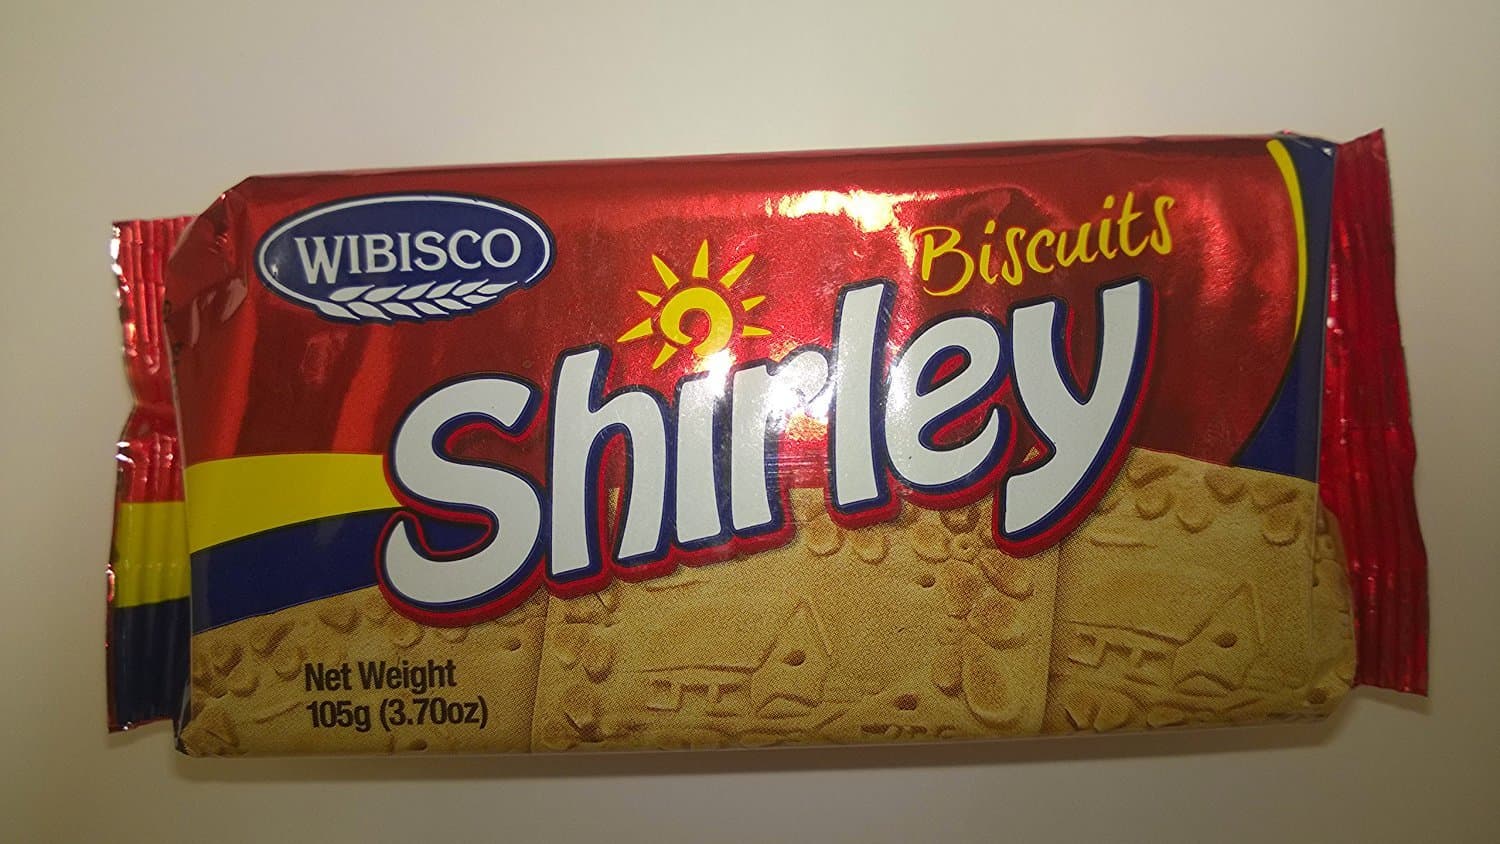 WIBISCO
Biscuits
Shirley
Net Weight
105g (3.70oz)